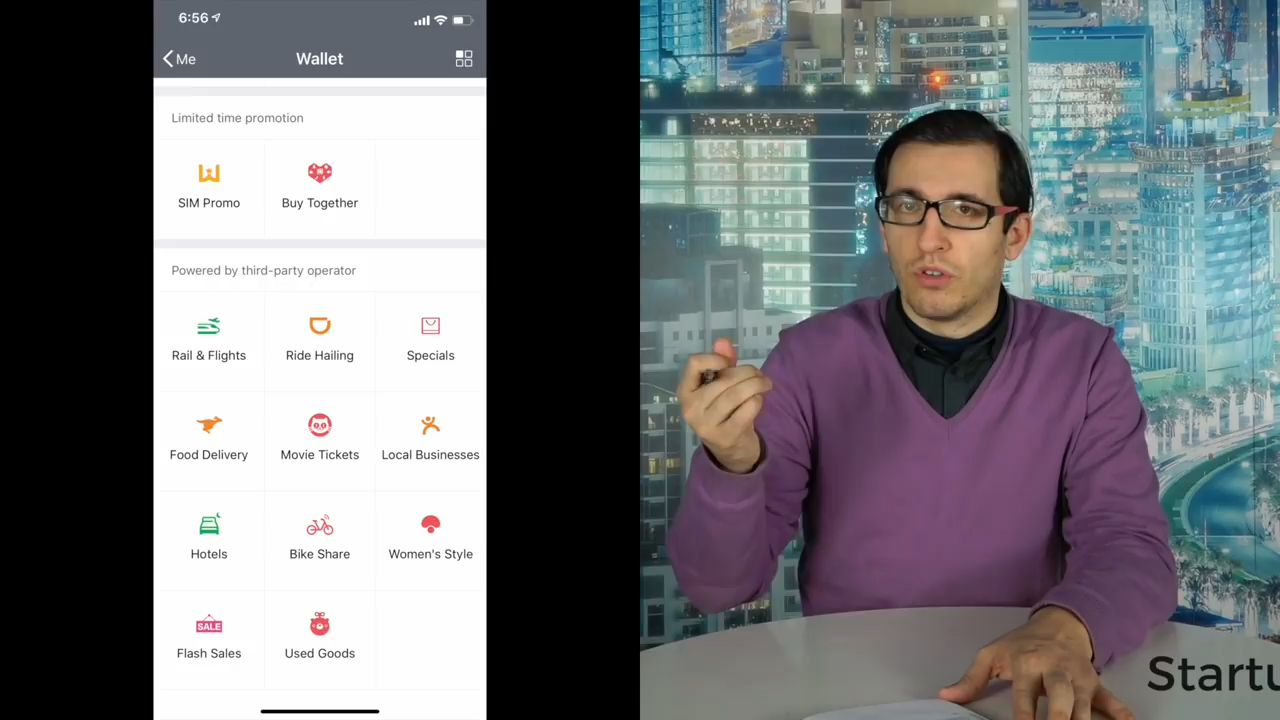 6:56
Me
Wallet
Limited time promotion
SIM Promo
Buy Together
Powered by third-party operator
Rail & Flights
Ride Hailing
Specials
Food Delivery
Movie Tickets
Local Businesses
Hotels
Bike Share
Women's Style
SALE
Flash Sales
Used Goods
Startu